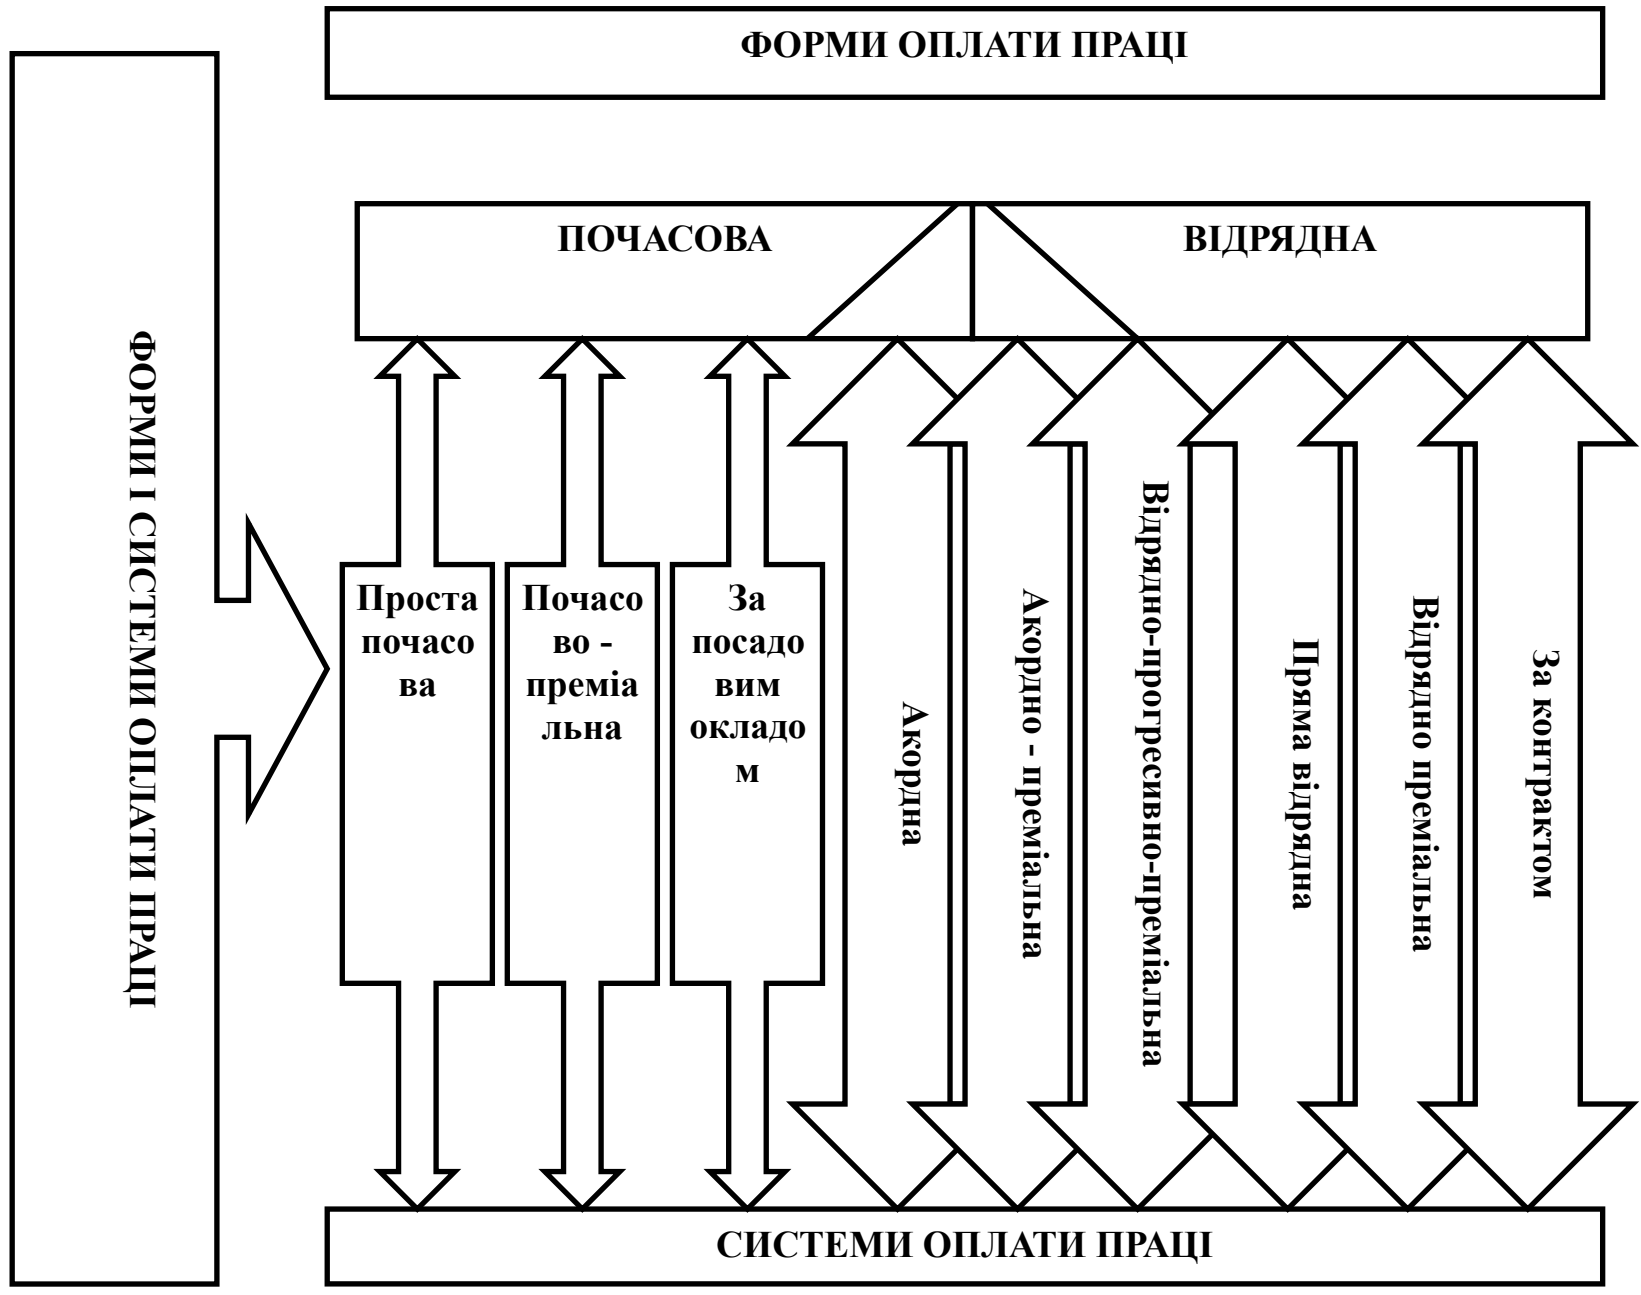 ФОРМИ ОПЛАТИ ПРАЦІ
ФОРМИ І СИСТЕМИ ОПЛАТИ ПРАЦІ
ПОЧАСОВА
ВІДРЯДНА
Проста
почасо
ва
Почасо
во -
премія
льна
За
посадо
вим
окладо
м
Акордна
Акордно - преміальна
Відрядно-прогресивно-преміальна
Пряма відрядна
Відрядно преміальна
За контрактом
СИСТЕМИ ОПЛАТИ ПРАЦІ